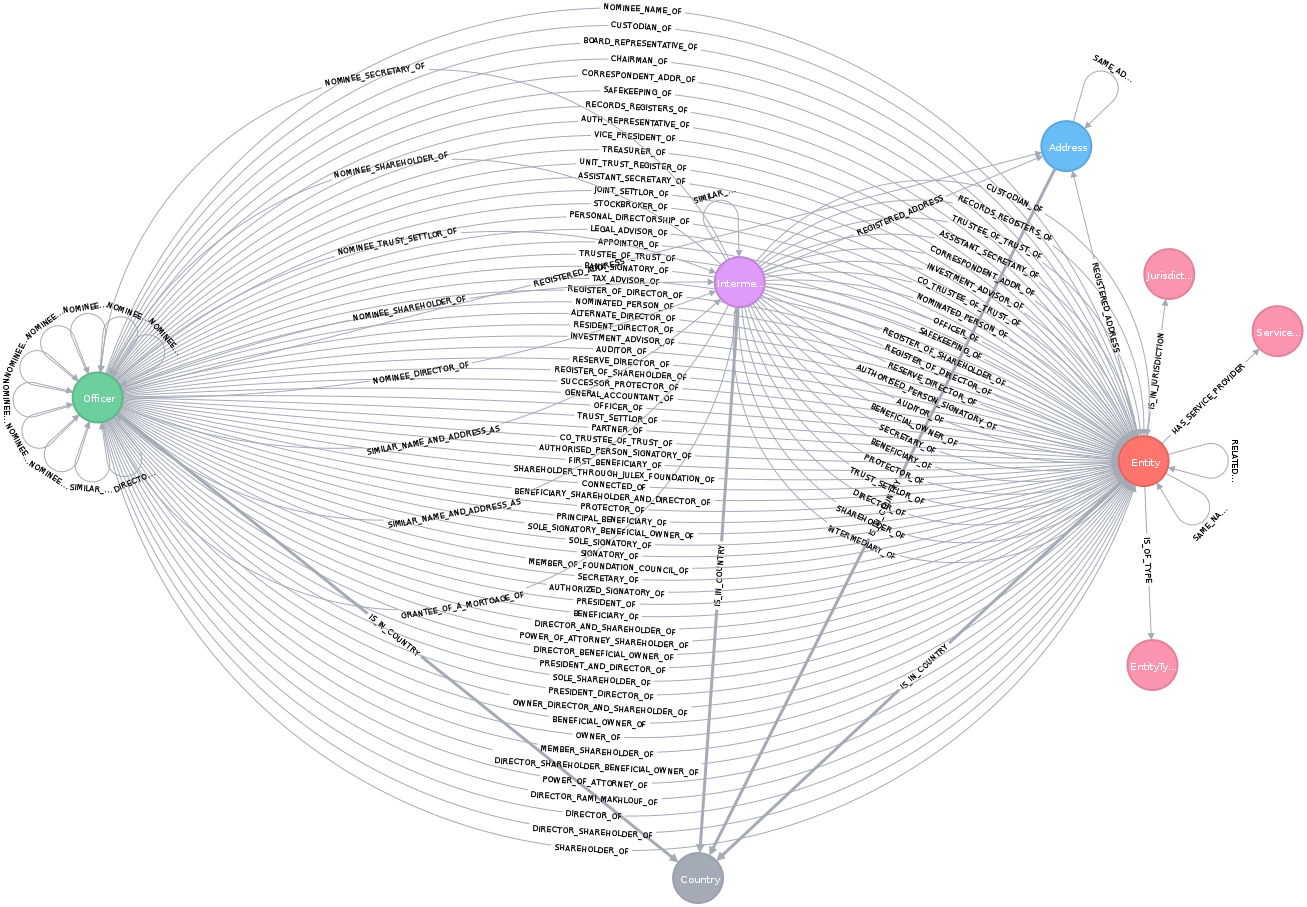 NOMINEE_NAME_OF
CUSTODIAN_OF
BOARD_REPRESENTATIVE_OF
CHAIRMAN_OF
NOMINEE_SECRETARY_OF
CORRESPONDENT_ADDR_OF
SAFEKEEPING_OF
RECORDS_REGISTERS_OF
AUTH_REPRESENTATIVE_OF
VICE_PRESIDENT_OF
TREASURER_OF
NOMINEE_SHAREHOLDER_OF
UNIT_TRUST_REGISTER_OF
ASSISTANT_SECRETARY_OF
JOINT_SETTLOR_OF
STOCKBROKER_OF
PERSONAL_DIRECTORSHIP_OF
LEGAL_ADVISOR_OF
NOMINEE_TRUST_SETTLOR_OF
APPOINTOR_OF
TRUSTEE_OF_TRUST_OF
REGISTERED_ADDRESS
SIGNATORY_OF
TAX_ADVISOR_OF
REGISTER_OF_DIRECTOR_OF
NOMINEE_SHAREHOLDER_OF
NOMINATED_PERSON_OF
ALTERNATE_DIRECTOR_OF
RESIDENT_DIRECTOR_OF
INVESTMENT_ADVISOR_OF
AUDITOR_OF
RESERVE_DIRECTOR_OF
NOMINEE_DIRECTOR_OF
REGISTER_OF_SHAREHOLDER_OF
SUCCESSOR_PROTECTOR_OF
GENERAL_ACCOUNTANT_OF
OFFICER_OF
TRUST_SETTLOR_OF
PARTNER_OF
SIMILAR_NAME_AND_ADDRESS_AS
CO_TRUSTEE_OF_TRUST_OF
AUTHORISED_PERSON_SIGNATORY_OF
FIRST_BENEFICIARY_OF
SHAREHOLDER_THROUGH_JULEX_FOUNDATION_OF
CONNECTED_OF
BENEFICIARY_SHAREHOLDER_AND_DIRECTOR_OF
PROTECTOR_OF
SIMILAR_NAME_AND_ADDRESS_AS
PRINCIPAL_BENEFICIARY_OF
SOLE_SIGNATORY_BENEFICIAL_OWNER_OF
SOLE_SIGNATORY_OF
SIGNATORY_OF
MEMBER_OF_FOUNDATION_COUNCIL_OF
SECRETARY_OF
AUTHORIZED_SIGNATORY_OF
GRANTEE_OF_A_MORTGAGE_OF
PRESIDENT_OF
BENEFICIARY_OF
DIRECTOR_AND_SHAREHOLDER_OF
POWER_OF_ATTORNEY_SHAREHOLDER_OF
DIRECTOR_BENEFICIAL_OWNER_OF
PRESIDENT_AND_DIRECTOR_OF
SOLE_SHAREHOLDER_OF
PRESIDENT_DIRECTOR_OF
OWNER_DIRECTOR_AND_SHAREHOLDER_OF
BENEFICIAL_OWNER_OF
OWNER_OF
MEMBER_SHAREHOLDER_OF
DIRECTOR_SHAREHOLDER_BENEFICIAL_OWNER_OF
POWER_OF_ATTORNEY_OF
DIRECTOR_RAMI_MAKHLOUF_OF
DIRECTOR_OF
DIRECTOR_SHAREHOLDER_OF
SHAREHOLDER_OF
Officer
NOMINEE...
NOMINEE...
NOMINEE...
NOMINEE...
NOMINEE...
NOMINEE...
NOMINEE...
NOMINEE...
SIMILAR_...
DIRECTO...
IS_IN_COUNTRY
SIMILAR_...
Interme...
IS_IN_COUNTRY
Country
REGISTERED_ADDRESS
CUSTODIAN_OF
RECORDS_REGISTERS_OF
TRUSTEE_OF_TRUST_OF
ASSISTANT_SECRETARY_OF
CORRESPONDENT_ADDR_OF
INVESTMENT_ADVISOR_OF
CO_TRUSTEE_OF_TRUST_OF
NOMINATED_PERSON_OF
OFFICER_OF
SAFEKEEPING_OF
REGISTER_OF_SHAREHOLDER_OF
REGISTER_OF_DIRECTOR_OF
RESERVE_DIRECTOR_OF
AUTHORISED_PERSON_SIGNATORY_OF
AUDITOR_OF
BENEFICIAL_OWNER_OF
SECRETARY_OF
BENEFICIARY_OF
PROTECTOR_OF
TRUST_SETTLOR_OF
DIRECTOR_OF
SHAREHOLDER_OF
INTERMEDIARY_OF
IS_IN_COUNTRY
SAME_AD...
Address
REGISTERED_ADDRESS
Jurisdict...
IS_IN_JURISDICTION
Service...
HAS_SERVICE_PROVIDER
Entity
RELATED...
SAME_NA...
IS_OF_TYPE
EntityTy...